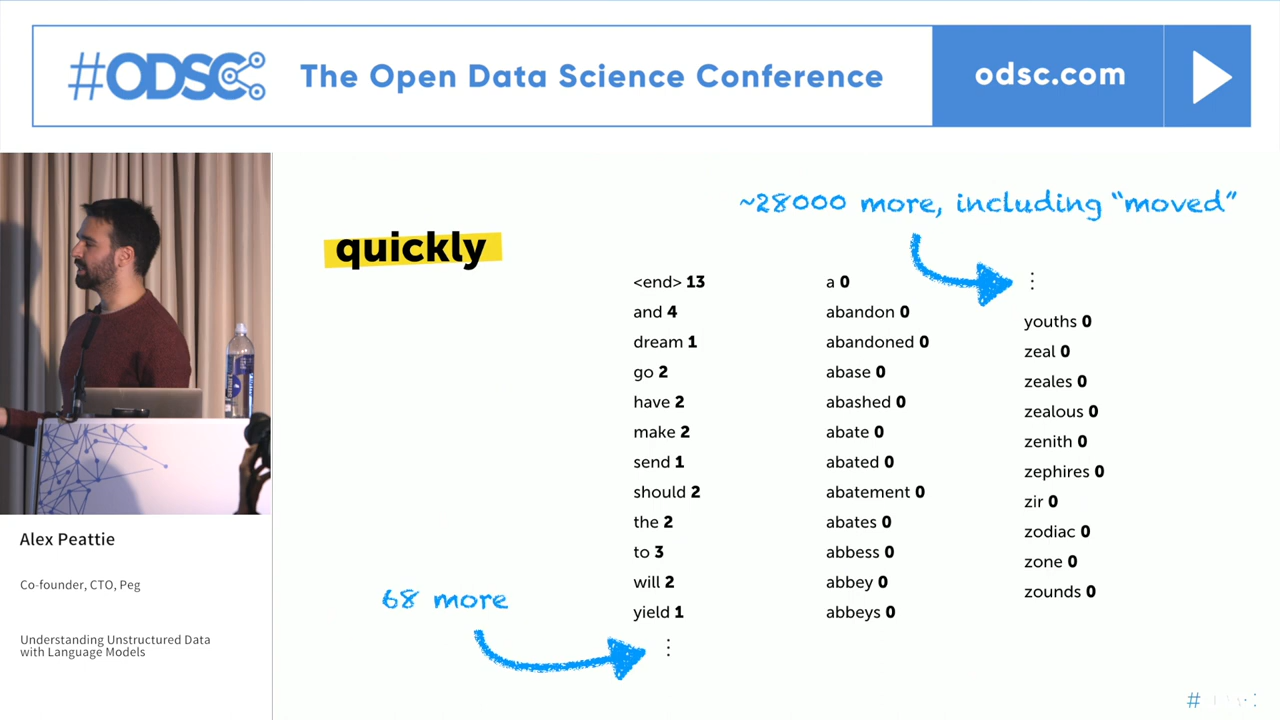 #ODSC
The Open Data Science Conference
odsc.com
~28000 more, including “moved”
quickly
<end> 13
and 4
dream 1
go 2
have 2
make 2
send 1
should 2
the 2
to 3
will 2
yield 1
⋮
68 more
a 0
abandon 0
abandoned 0
abase 0
abashed 0
abate 0
abated 0
abatement 0
abates 0
abbess 0
abbey 0
abbeys 0
⋮
youths 0
zeal 0
zeales 0
zealous 0
zenith 0
zephires 0
zir 0
zodiac 0
zone 0
zounds 0
Alex Peattie
Co-founder, CTO, Peg
Understanding Unstructured Data
with Language Models
#